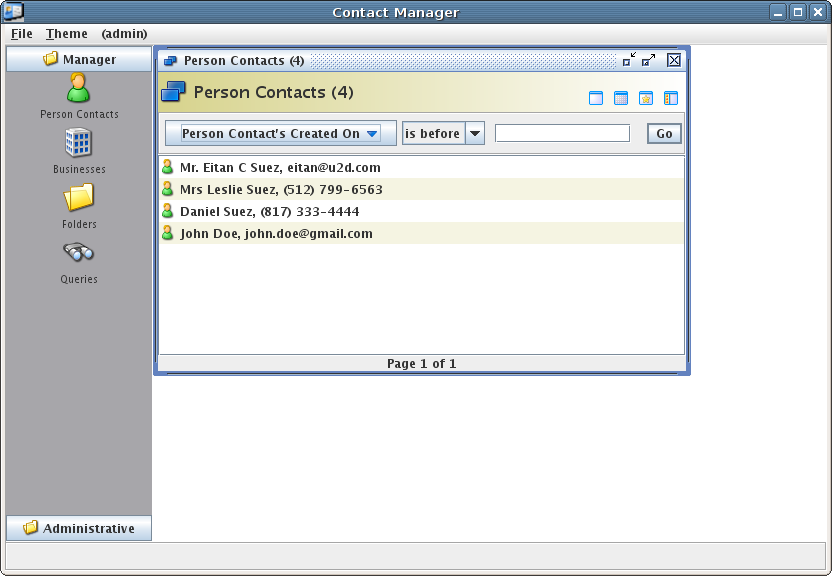 Contact Manager
File Theme (admin)
Manager
Person Contacts
Businesses
Folders
Queries
Administrative
Person Contacts (4)
Person Contacts (4)
Person Contact's Created On is before Go
Mr. Eitan C Suez, eitan@u2d.com
Mrs Leslie Suez, (512) 799-6563
Daniel Suez, (817) 333-4444
John Doe, john.doe@gmail.com
Page 1 of 1